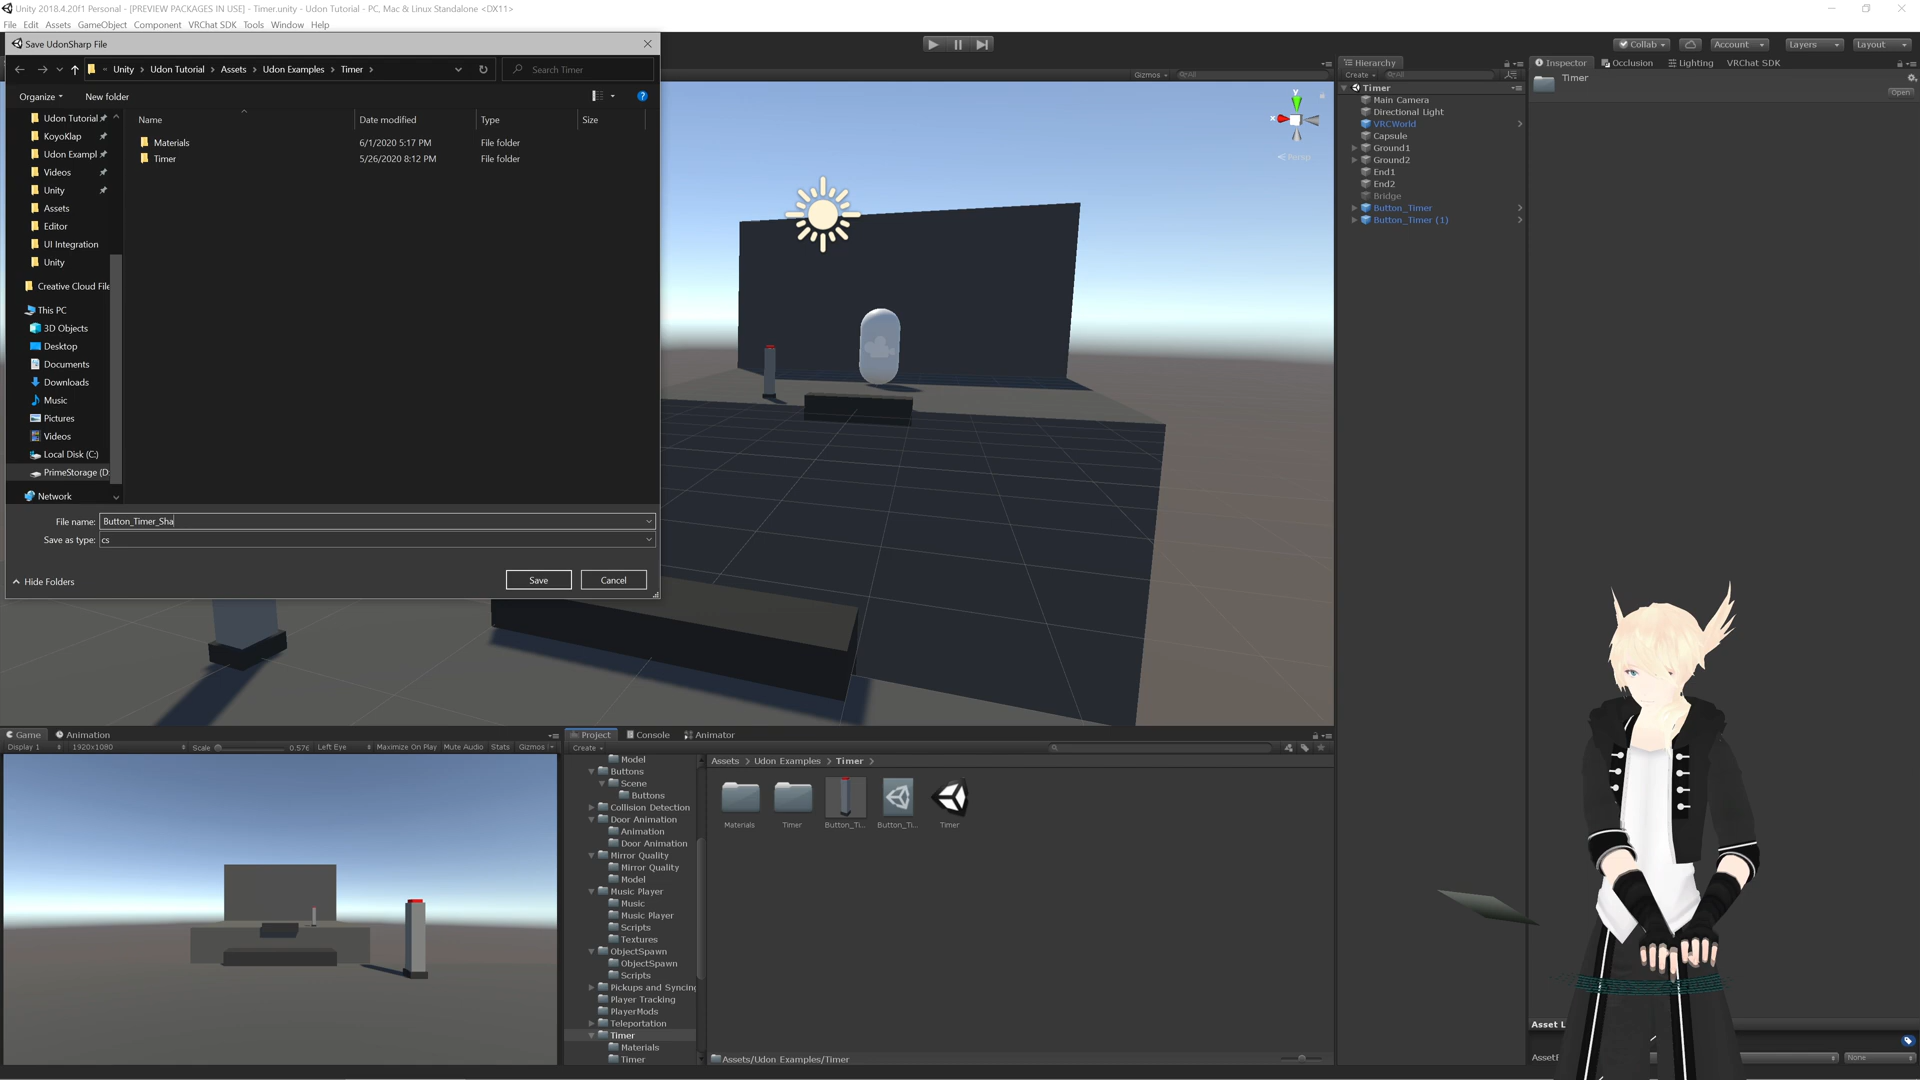 Unity 2018.4.20f1 Personal - [PREVIEW PACKAGES IN USE] - Timer.unity - Udon Tutorial - PC, Mac & Linux Standalone <DX11>
File Edit Assets GameObject Component VRChat SDK Tools Window Help
Save UdonSharp File
Collab Account Layers Layout
« Unity > Udon Tutorial > Assets > Udon Examples > Timer >
Search Timer
Organize
New folder
Name
Date modified
Type
Size
Materials 6/1/2020 5:17 PM File folder
Timer 5/26/2020 8:12 PM File folder
Udon Tutorial
KoyoKlap
Udon Exampl
Videos
Unity
Assets
Editor
UI Integration
Unity
Creative Cloud File
This PC
3D Objects
Desktop
Documents
Downloads
Music
Pictures
Videos
Local Disk (C:)
PrimeStorage (D:
Network
File name: Button_Timer_Sha
Save as type: cs
Hide Folders
Save
Cancel
Gizmos
All
y
x
Persp
Hierarchy
Create
All
Timer
Main Camera
Directional Light
VRCWorld
Capsule
Ground1
Ground2
End1
End2
Bridge
Button_Timer
Button_Timer (1)
Inspector Occlusion Lighting VRChat SDK
Timer
Open
Game Animation
Display 1 1920x1080 Scale 0.576 Left Eye Maximize On Play Mute Audio Stats Gizmos
Project Console Animator
Create
Model
Buttons
Scene
Buttons
Collision Detection
Door Animation
Animation
Door Animation
Mirror Quality
Mirror Quality
Model
Music Player
Music
Music Player
Scripts
Textures
ObjectSpawn
ObjectSpawn
Scripts
Pickups and Syncing
Player Tracking
PlayerMods
Teleportation
Timer
Materials
Timer
Assets > Udon Examples > Timer >
Materials
Timer
Button_Ti...
Button_Ti...
Timer
Assets/Udon Examples/Timer
Asset L
None